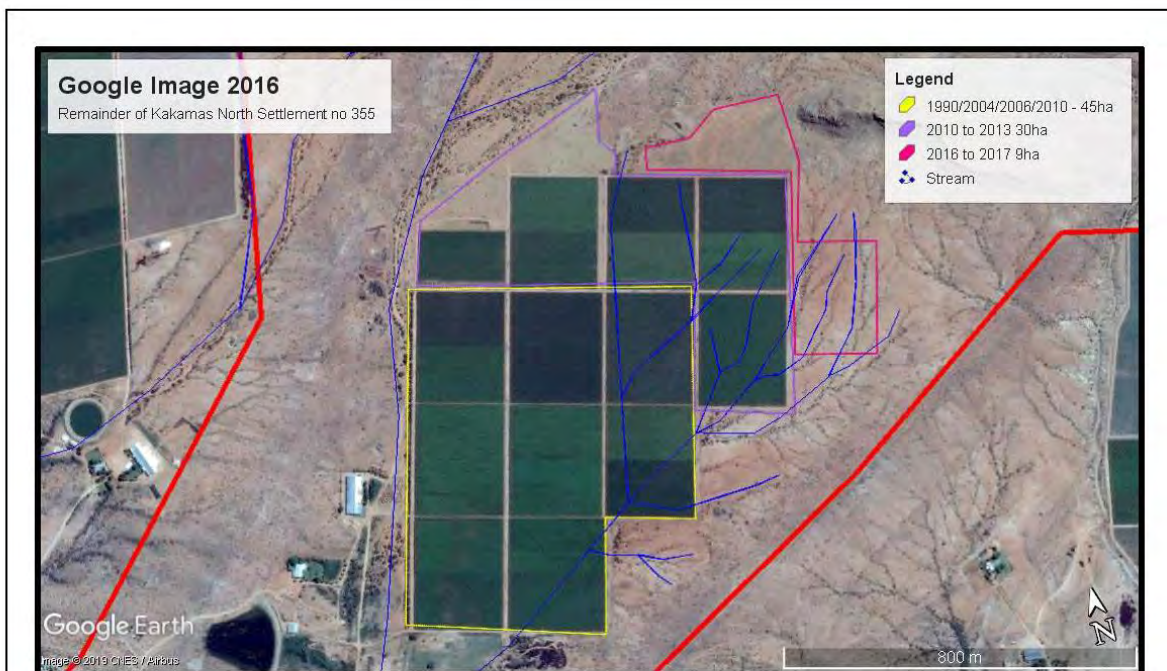 Google Image 2016
Remainder of Kakamas North Settlement no 355
Legend
1990/2004/2006/2010 - 45ha
2010 to 2013 30ha
2016 to 2017 9ha
Stream
Google Earth
Image © 2019 CNES / Airbus
N
800 m